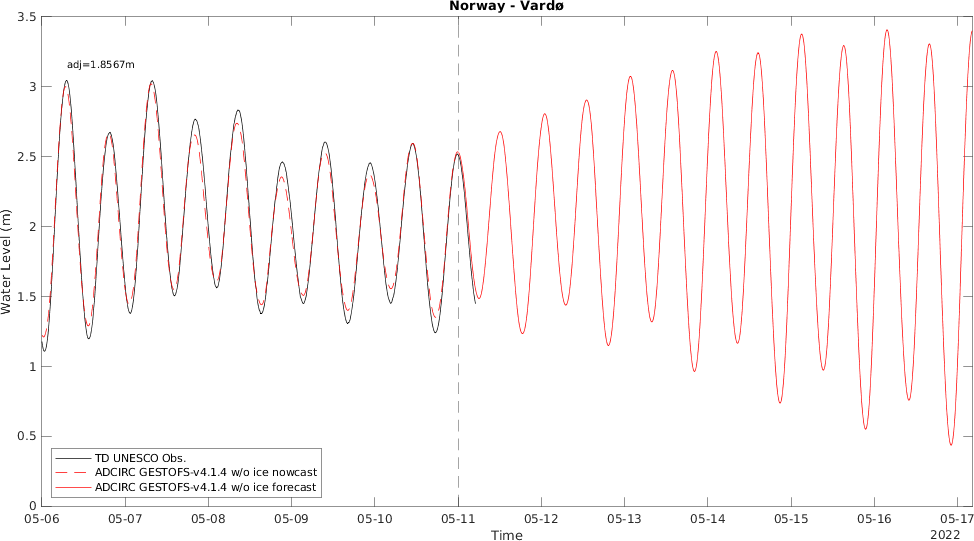 Norway - Vardø
3.5
adj=1.8567m
3
2.5
2
1.5
1
0.5
0
Water Level (m)
TD UNESCO Obs.
ADCIRC GESTOFS-v4.1.4 w/o ice nowcast
ADCIRC GESTOFS-v4.1.4 w/o ice forecast
05-06 05-07 05-08 05-09 05-10 05-11 05-12 05-13 05-14 05-15 05-16 05-17
Time
2022